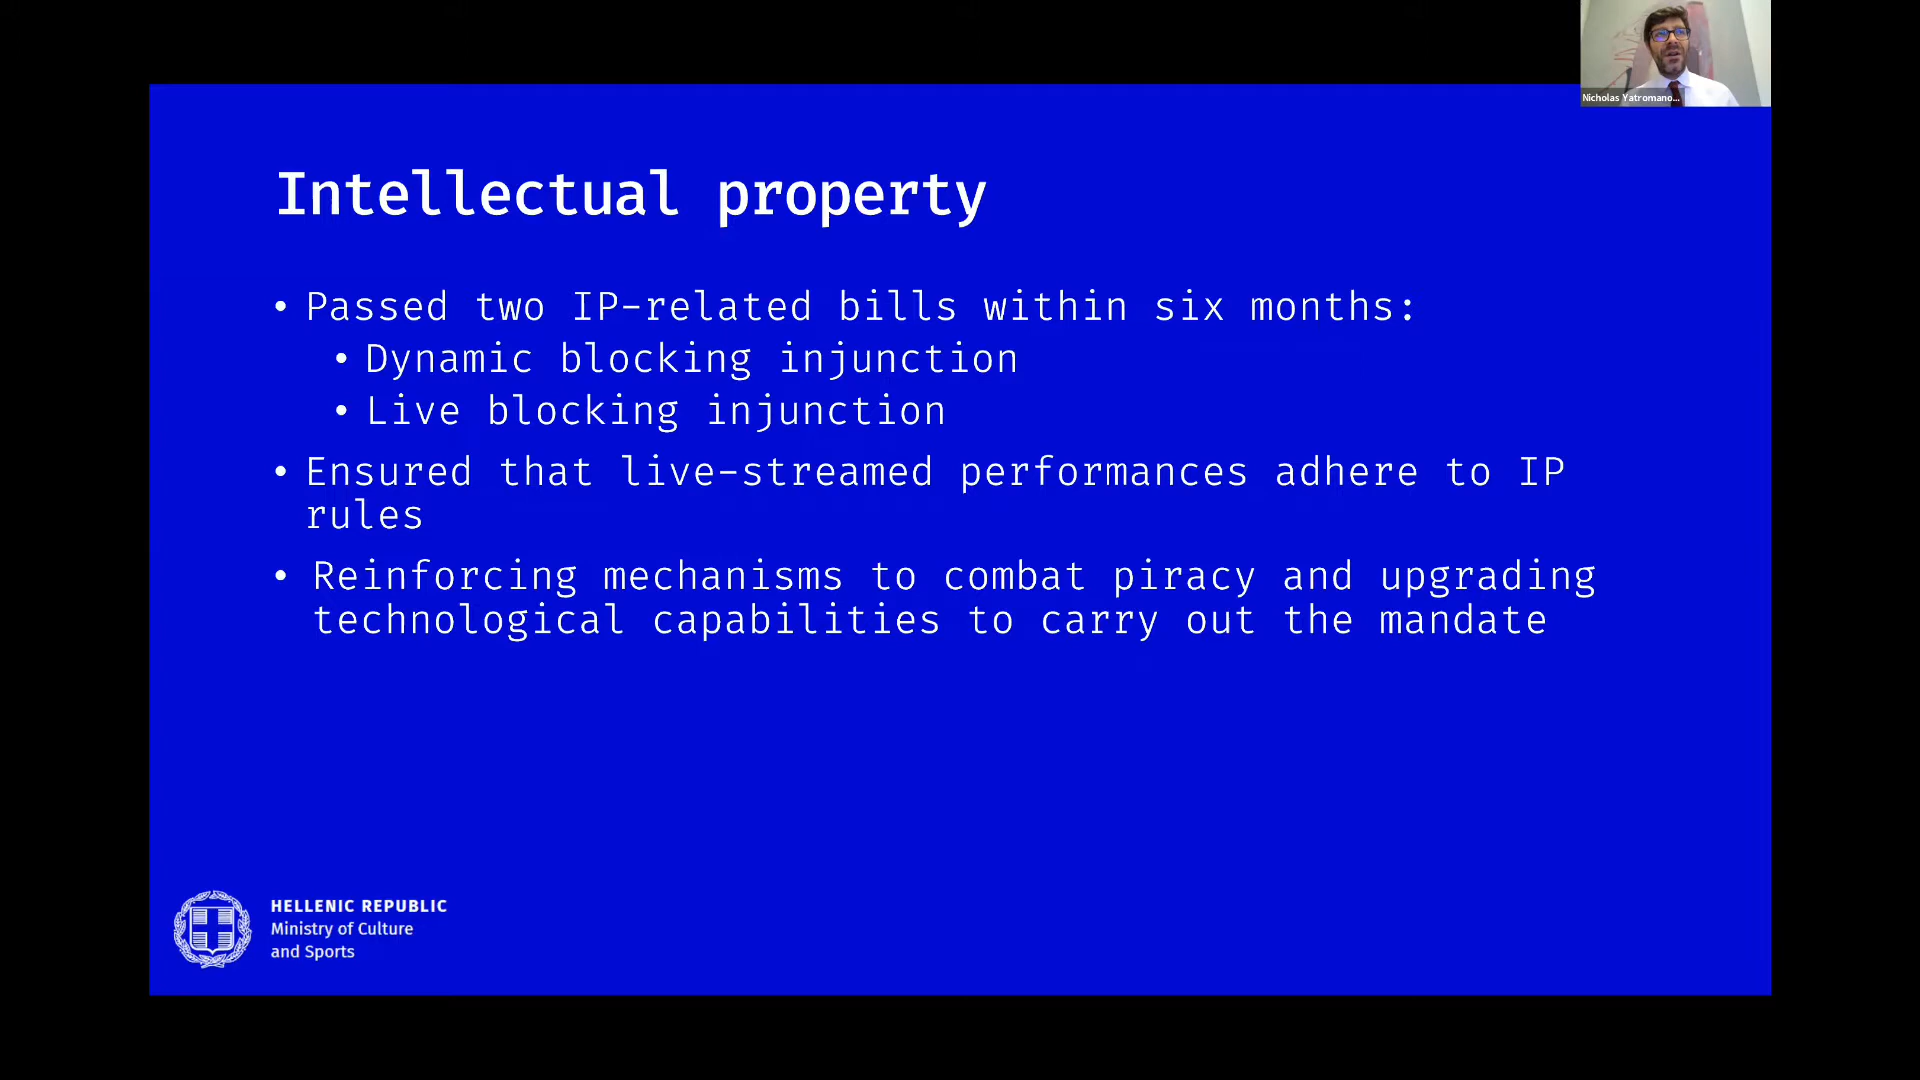 Nicholas Yatromano...
Intellectual property
• Passed two IP-related bills within six months:
• Dynamic blocking injunction
• Live blocking injunction
• Ensured that live-streamed performances adhere to IP
rules
• Reinforcing mechanisms to combat piracy and upgrading
technological capabilities to carry out the mandate
HELLENIC REPUBLIC
Ministry of Culture
and Sports